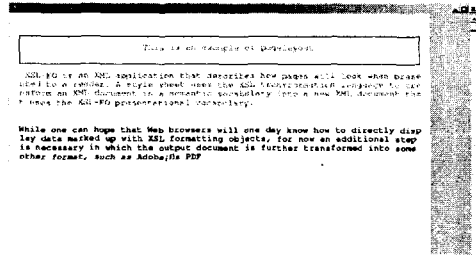 This is an example of pagelayout
XSL-FO is an XML application that describes how pages will look when prese
nted to a reader. A style sheet uses the XSL transformation language to tra
nsform an XML document in a semantic vocabulary into a new XML document tha
t uses the XSL-FO presentational vocabulary.
While one can hope that Web browsers will one day know how to directly disp
lay data marked up with XSL formatting objects, for now an additional step
is necessary in which the output document is further transformed into some
other format, such as Adobe¡Ĝs PDF